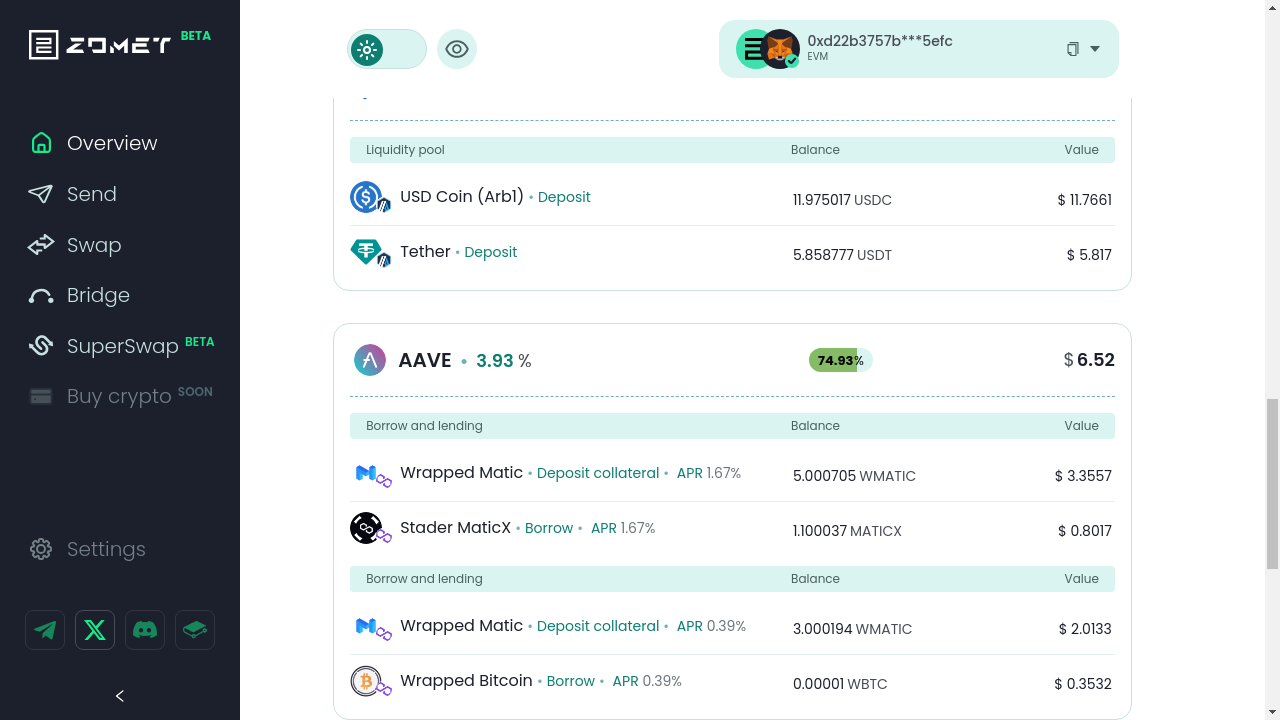 ZOMET BETA
Overview
Send
Swap
Bridge
SuperSwap BETA
Buy crypto SOON
Settings
0xd22b3757b***5efc
EVM
Liquidity pool Balance Value
USD Coin (Arb1) • Deposit 11.975017 USDC $ 11.7661
Tether • Deposit 5.858777 USDT $ 5.817
AAVE • 3.93 % 74.93% $ 6.52
Borrow and lending Balance Value
Wrapped Matic • Deposit collateral • APR 1.67% 5.000705 WMATIC $ 3.3557
Stader MaticX • Borrow • APR 1.67% 1.100037 MATICX $ 0.8017
Borrow and lending Balance Value
Wrapped Matic • Deposit collateral • APR 0.39% 3.000194 WMATIC $ 2.0133
Wrapped Bitcoin • Borrow • APR 0.39% 0.00001 WBTC $ 0.3532